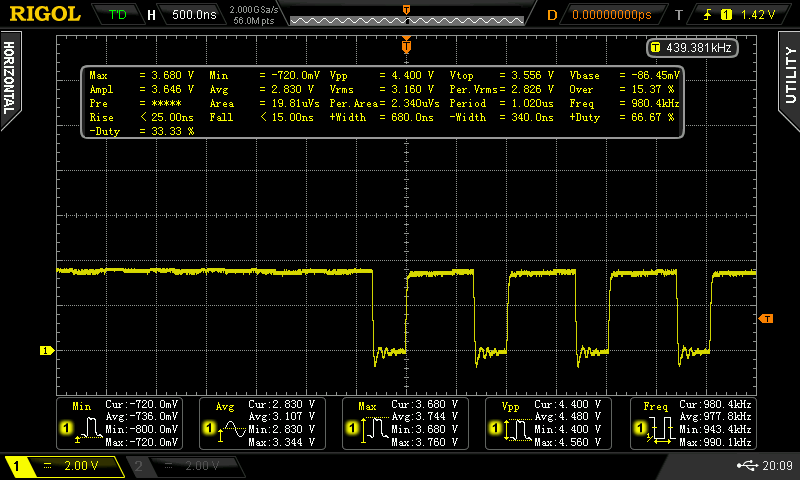 RIGOL T'D H 500.0ns 2.000GSa/s 56.0M pts D 0.00000000ps T 1 1.42 V
T
HORIZONTAL
UTILITY
T 439.381kHz
Max = 3.680 V Min = -720.0mV Vpp = 4.400 V Vtop = 3.556 V Vbase = -86.45mV
Ampl = 3.646 V Avg = 2.830 V Vrms = 3.160 V Per.Vrms = 2.826 V Over = 15.37 %
Pre = ***** Area = 19.81uVs Per.Area = 2.340uVs Period = 1.020us Freq = 980.4kHz
Rise < 25.00ns Fall < 15.00ns +Width = 680.0ns -Width = 340.0ns +Duty = 66.67 %
-Duty = 33.33 %
T
T
1
Min Cur:-720.0mV Avg:-736.0mV Min:-800.0mV Max:-720.0mV
1
Avg Cur: 2.830 V Avg: 3.107 V Min: 2.830 V Max: 3.344 V
1
Max Cur: 3.680 V Avg: 3.744 V Min: 3.680 V Max: 3.760 V
1
Vpp Cur: 4.400 V Avg: 4.480 V Min: 4.400 V Max: 4.560 V
1
Freq Cur:980.4kHz Avg:977.8kHz Min:943.4kHz Max:990.1kHz
1
1 2.00 V 2 2.00 V 20:09